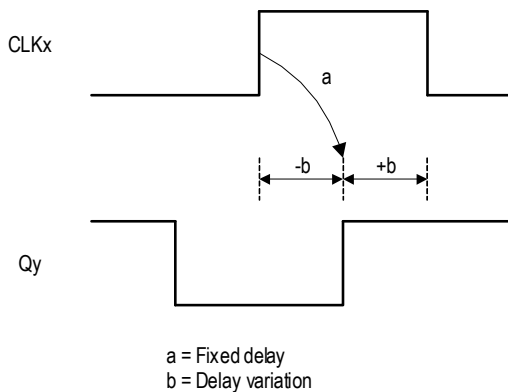 CLKx
a
-b +b
Qy
a = Fixed delay
b = Delay variation